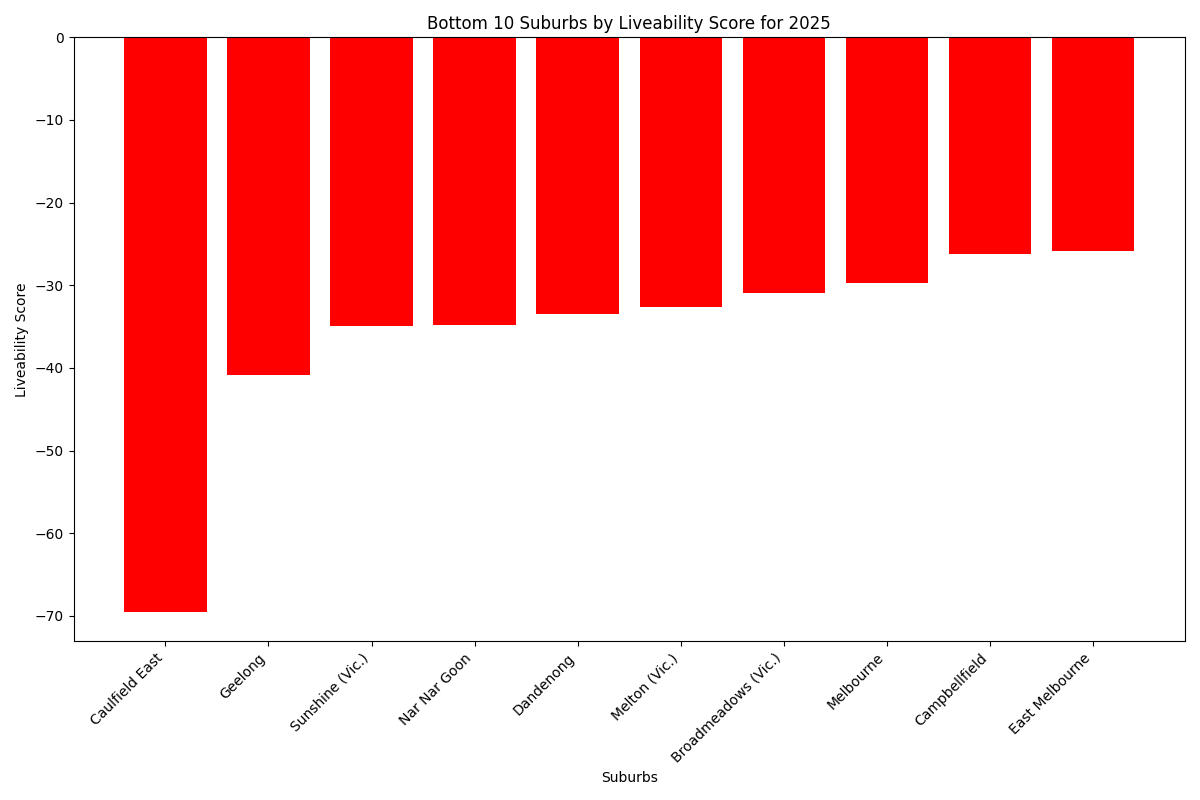 Bottom 10 Suburbs by Liveability Score for 2025
Liveability Score
0
−10
−20
−30
−40
−50
−60
−70
Caulfield East
Geelong
Sunshine (Vic.)
Nar Nar Goon
Dandenong
Melton (Vic.)
Broadmeadows (Vic.)
Melbourne
Campbellfield
East Melbourne
Suburbs